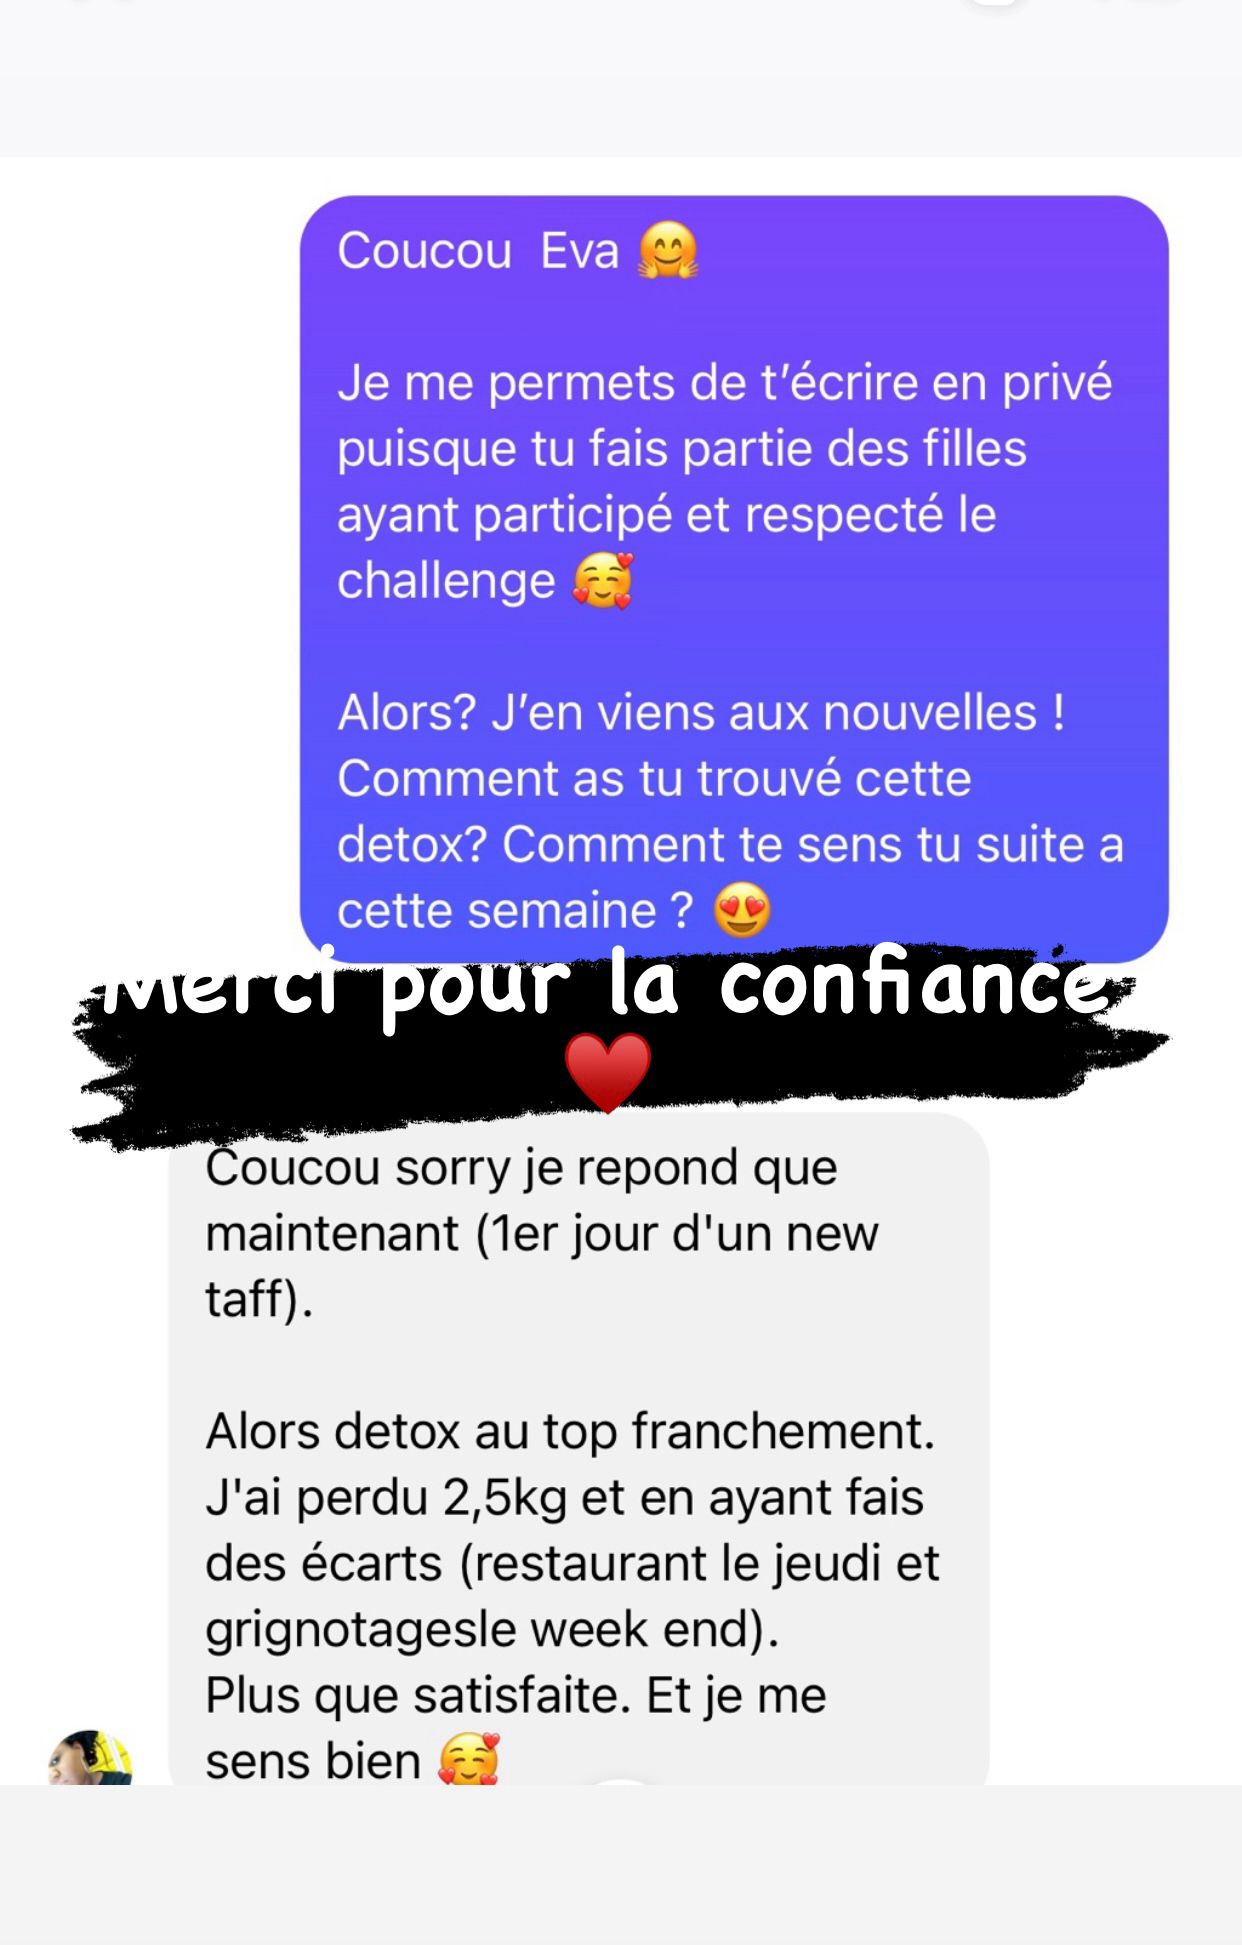 Coucou  Eva 🤗
Je me permets de t’écrire en privé
puisque tu fais partie des filles
ayant participé et respecté le
challenge 🥰
Alors? J’en viens aux nouvelles !
Comment as tu trouvé cette
detox? Comment te sens tu suite a
cette semaine ? 😍
Merci pour la confiance
♥️
Coucou sorry je repond que
maintenant (1er jour d'un new
taff).
Alors detox au top franchement.
J'ai perdu 2,5kg et en ayant fais
des écarts (restaurant le jeudi et
grignotagesle week end).
Plus que satisfaite. Et je me
sens bien 🥰